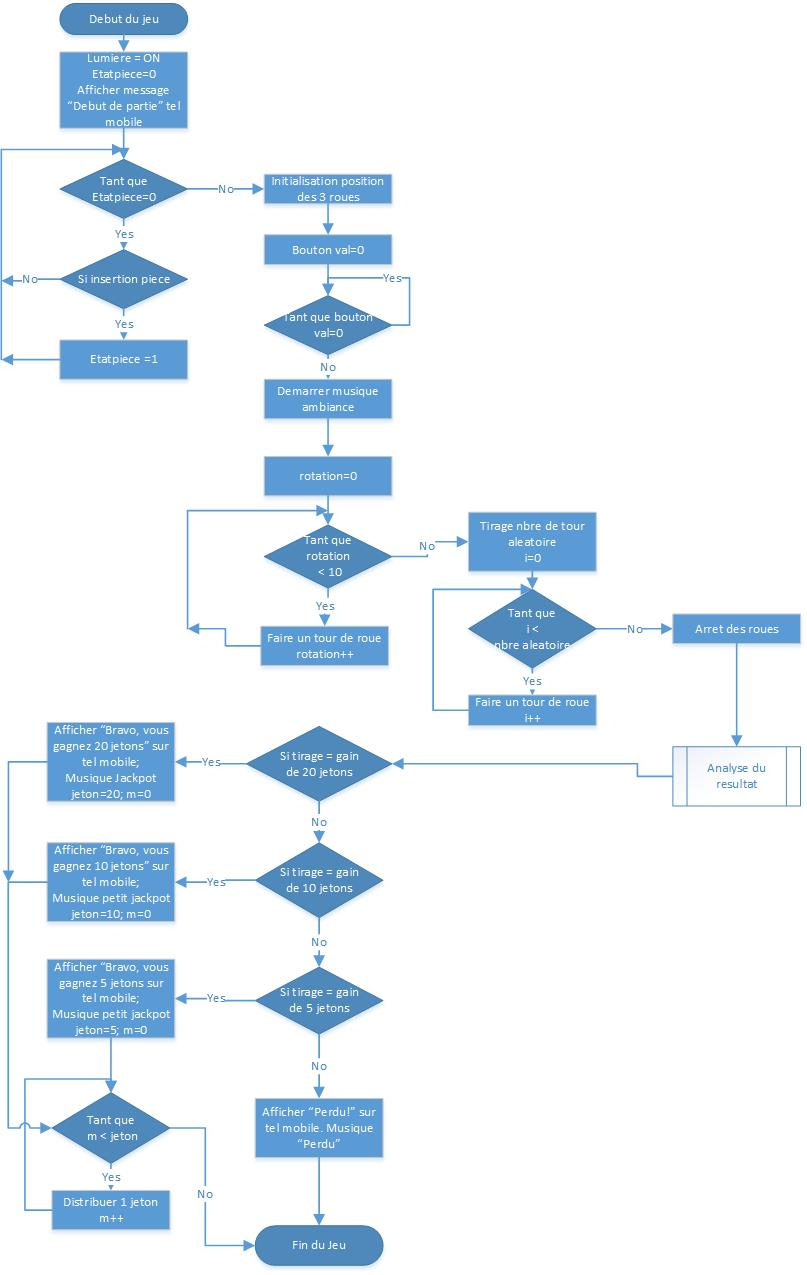 Debut du jeu
Lumiere = ON
Etatpiece=0
Afficher message
“Debut de partie” tel
mobile
Tant que
Etatpiece=0
No
Initialisation position
des 3 roues
Yes
Bouton val=0
Si insertion piece
No
Yes
Tant que bouton
val=0
Yes
Etatpiece =1
No
Demarrer musique
ambiance
rotation=0
Tant que
rotation
< 10
No
Tirage nbre de tour
aleatoire
i=0
Yes
Faire un tour de roue
rotation++
Tant que
i <
nbre aleatoire
No
Arret des roues
Yes
Faire un tour de roue
i++
Analyse du
resultat
Si tirage = gain
de 20 jetons
Yes
Afficher “Bravo, vous
gagnez 20 jetons” sur
tel mobile;
Musique Jackpot
jeton=20; m=0
No
Si tirage = gain
de 10 jetons
Yes
Afficher “Bravo, vous
gagnez 10 jetons” sur
tel mobile;
Musique petit jackpot
jeton=10; m=0
No
Si tirage = gain
de 5 jetons
Yes
Afficher “Bravo, vous
gagnez 5 jetons sur
tel mobile;
Musique petit jackpot
jeton=5; m=0
No
Afficher “Perdu!” sur
tel mobile. Musique
“Perdu”
Tant que
m < jeton
Yes
Distribuer 1 jeton
m++
No
Fin du Jeu